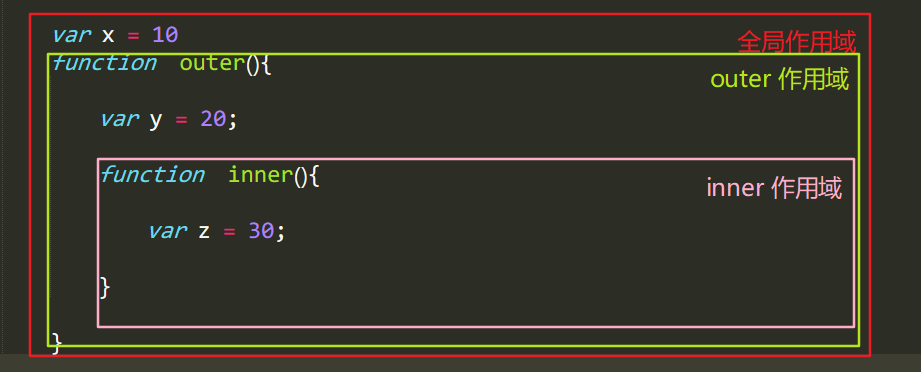 var x = 10
全局作用域
function outer(){
outer 作用域
var y = 20;
function inner(){
inner 作用域
var z = 30;
}
}